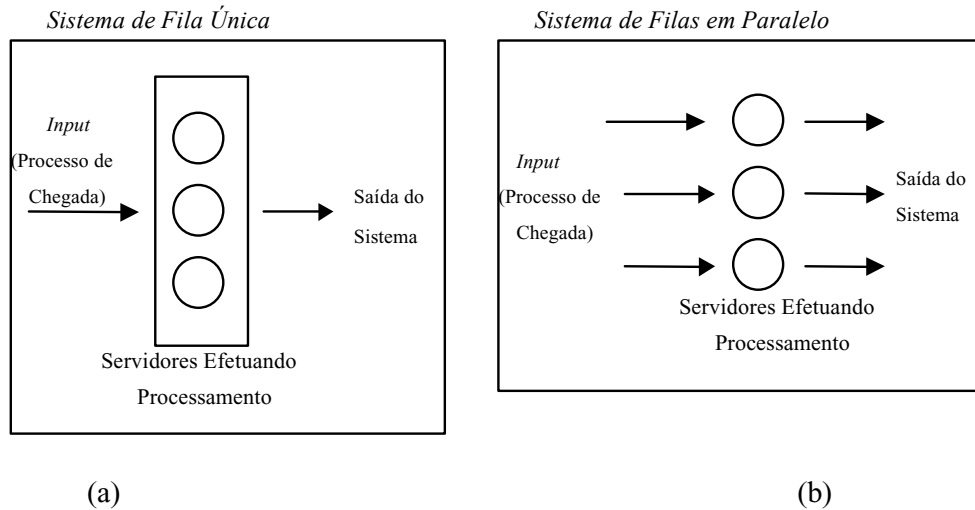 Sistema de Fila Única
Input
(Processo de
Chegada)
Saída do
Sistema
Servidores Efetuando
Processamento
(a)
Sistema de Filas em Paralelo
Input
(Processo de
Chegada)
Saída do
Sistema
Servidores Efetuando
Processamento
(b)